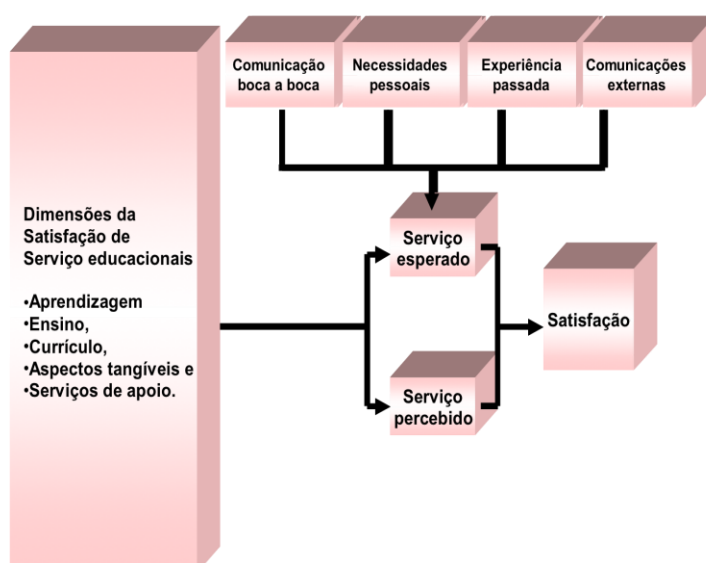 Comunicação
boca a boca
Necessidades
pessoais
Experiência
passada
Comunicações
externas
Dimensões da
Satisfação de
Serviço educacionais
•Aprendizagem
•Ensino,
•Currículo,
•Aspectos tangíveis e
•Serviços de apoio.
Serviço
esperado
Serviço
percebido
Satisfação